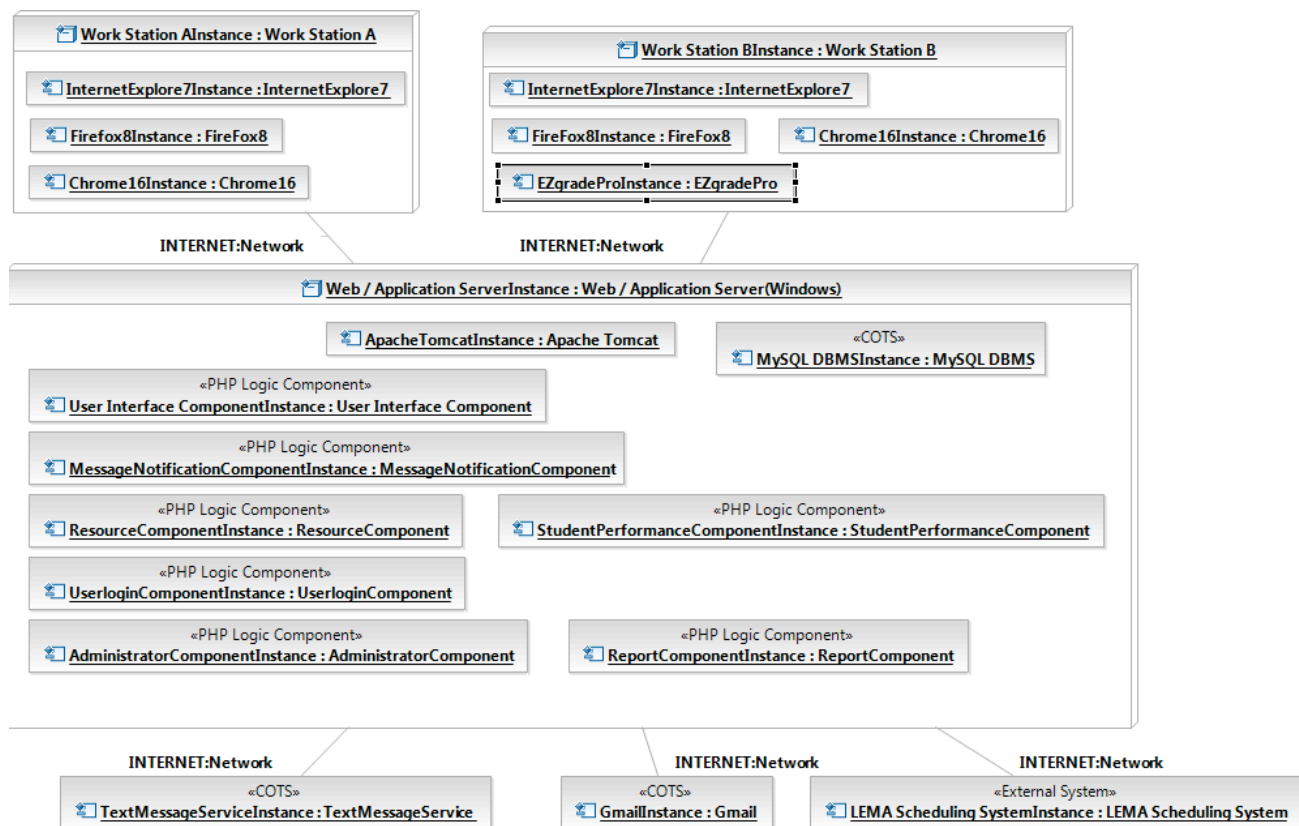 Work Station AInstance : Work Station A
InternetExplore7Instance : InternetExplore7
Firefox8Instance : FireFox8
Chrome16Instance : Chrome16
Work Station BInstance : Work Station B
InternetExplore7Instance : InternetExplore7
FireFox8Instance : FireFox8
Chrome16Instance : Chrome16
EZgradeProInstance : EZgradePro
INTERNET:Network
INTERNET:Network
Web / Application ServerInstance : Web / Application Server(Windows)
ApacheTomcatInstance : Apache Tomcat
«COTS»
MySQL DBMSInstance : MySQL DBMS
«PHP Logic Component»
User Interface ComponentInstance : User Interface Component
«PHP Logic Component»
MessageNotificationComponentInstance : MessageNotificationComponent
«PHP Logic Component»
ResourceComponentInstance : ResourceComponent
«PHP Logic Component»
StudentPerformanceComponentInstance : StudentPerformanceComponent
«PHP Logic Component»
UserloginComponentInstance : UserloginComponent
«PHP Logic Component»
AdministratorComponentInstance : AdministratorComponent
«PHP Logic Component»
ReportComponentInstance : ReportComponent
INTERNET:Network
INTERNET:Network
INTERNET:Network
«COTS»
TextMessageServiceInstance : TextMessageService
«COTS»
GmailInstance : Gmail
«External System»
LEMA Scheduling SystemInstance : LEMA Scheduling System